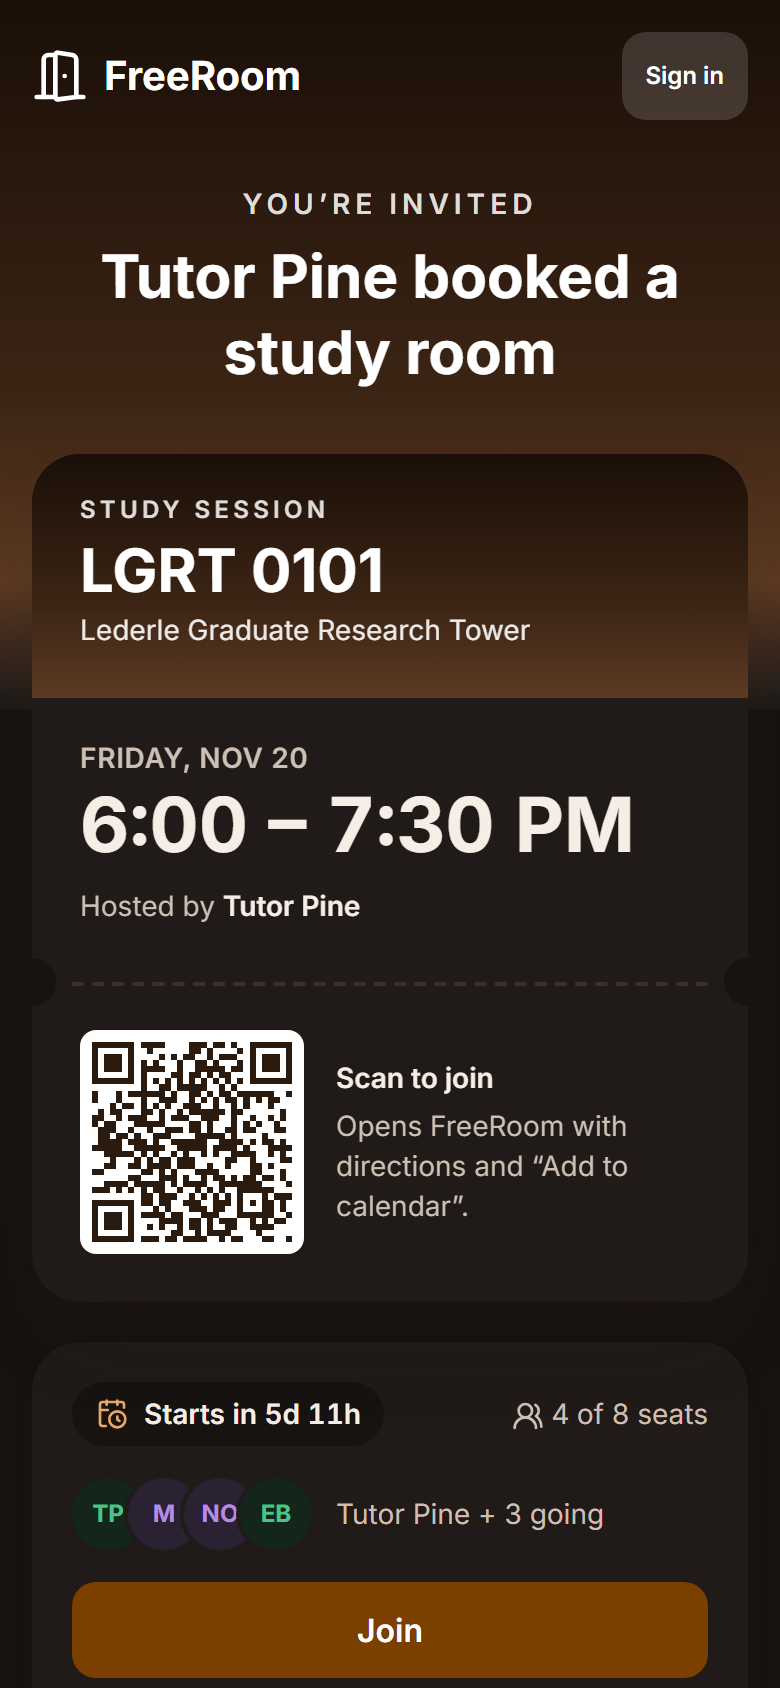 FreeRoom
Sign in
YOU’RE INVITED
Tutor Pine booked a
study room
STUDY SESSION
LGRT 0101
Lederle Graduate Research Tower
FRIDAY, NOV 20
6:00 – 7:30 PM
Hosted by Tutor Pine
Scan to join
Opens FreeRoom with
directions and “Add to
calendar”.
Starts in 5d 11h
4 of 8 seats
TP M NO EB
Tutor Pine + 3 going
Join